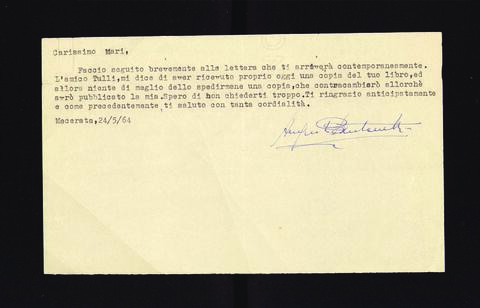 Carissino Mari,
Faccio seguito brevemente alle lettera che ti arriverà contemporaneamente.
L'amico Tulli,mi dice di aver ricevuto proprio oggi una copia del tuo libro,ed
allora niente di meglio dello spedirmene una copia,che contracambierò allorchè
avrò pubblicato la mia.Spero di non chiederti troppo.Ti ringrazio anticipatamente
e come precedentemente ti saluto con tanta cordialità.
Macerata,24/5/64